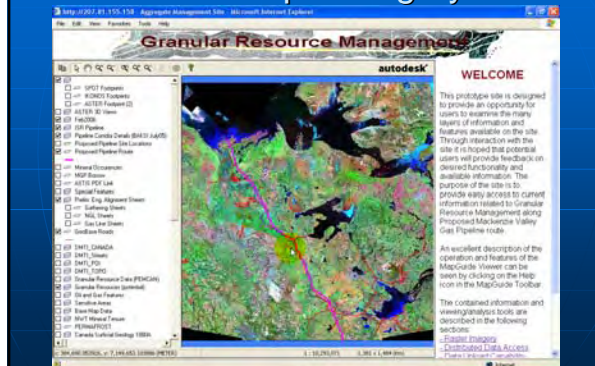 http://207.81.155.150 - Aggregate Management Site - Microsoft Internet Explorer
File Edit View Favorites Tools Help
Granular Resource Management
autodesk
SPOT Footprints
IKONOS Footprints
ASTER Footprint (2)
ASTER 3D Views
Feb2006
ISR Pipeline
Pipeline Corridor Details (BAKSI July05)
Proposed Pipeline Site Locations
Proposed Pipeline Route
Mineral Occurrences
MGP Borrow
ASTIS PDF Link
Special Features
Prelim. Eng. Alignment Sheets
Gathering Sheets
NGL Sheets
Gas Line Sheets
GeoBase Roads
DMTI_CANADA
DMTI_Streets
DMTI_POI
DMTI_TOPO
Granular Resource Data (PEMCAN)
Granular Resources (potential)
Oil and Gas Features
Sensitive Areas
Base Map Data
NWT Mineral Tenure
PERMAFROST
Canada Surficial Geology 1880A
WELCOME
This prototype site is designed
to provide an opportunity for
users to examine the many
layers of information and
features available on the site.
Through interaction with the
site it is hoped that potential
users will provide feedback on
desired functionality and
available information. The
purpose of the site is to
provide easy access to current
information related to Granular
Resource Management along
Proposed Mackenzie Valley
Gas Pipeline route.
An excellent description of the
operation and features of the
MapGuide Viewer can be
seen by clicking on the Help
icon in the MapGuide Toolbar.
The contained information and
viewing/analysis tools are
described in the following
sections:
- Raster Imagery
- Distributed Data Access
- Data Linked Capability
(METER)
Internet